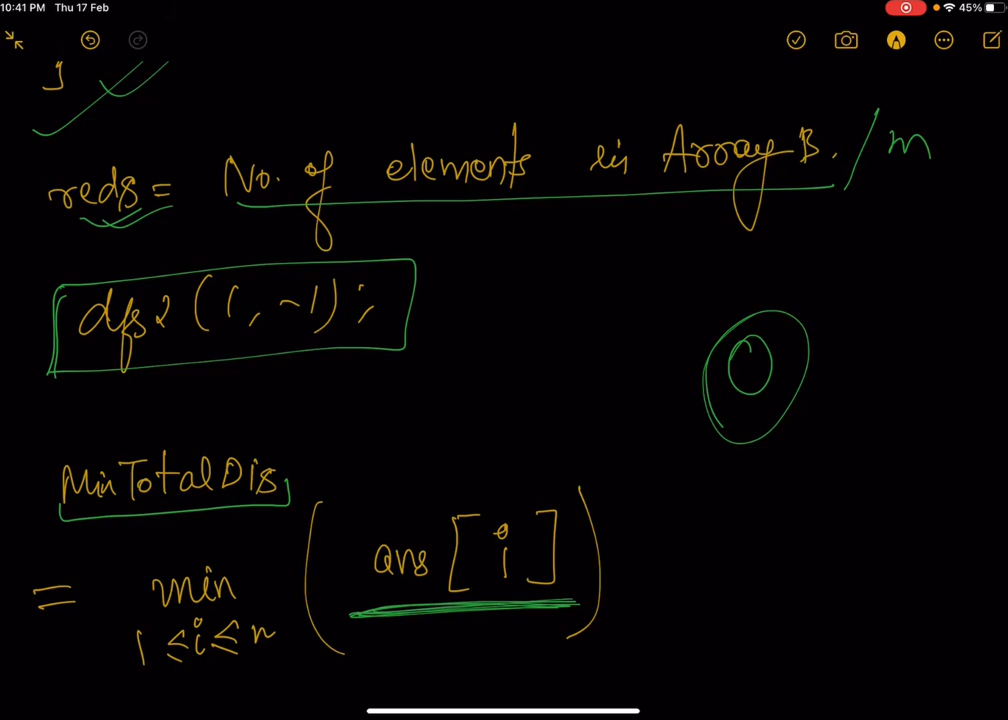 10:41 PM Thu 17 Feb
45%
}
reds = No. of elements in Array B. / m
dfs2 (1, -1);
MinTotalDis
= min ( ans [ i ] )
1 ≤ i ≤ n